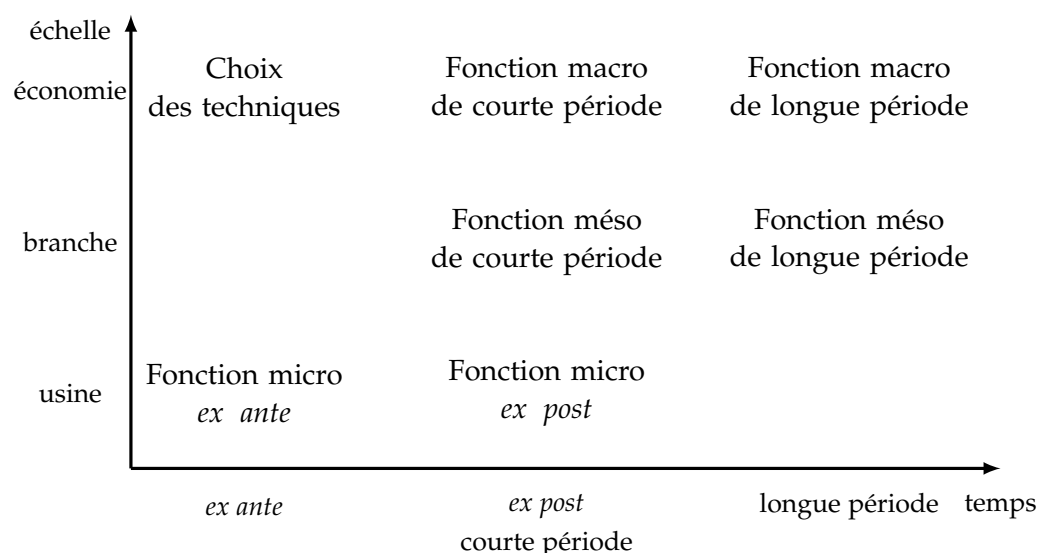 échelle
économie
Choix
des techniques
Fonction macro
de courte période
Fonction macro
de longue période
branche
Fonction méso
de courte période
Fonction méso
de longue période
usine
Fonction micro
ex ante
Fonction micro
ex post
ex ante
ex post
courte période
longue période
temps